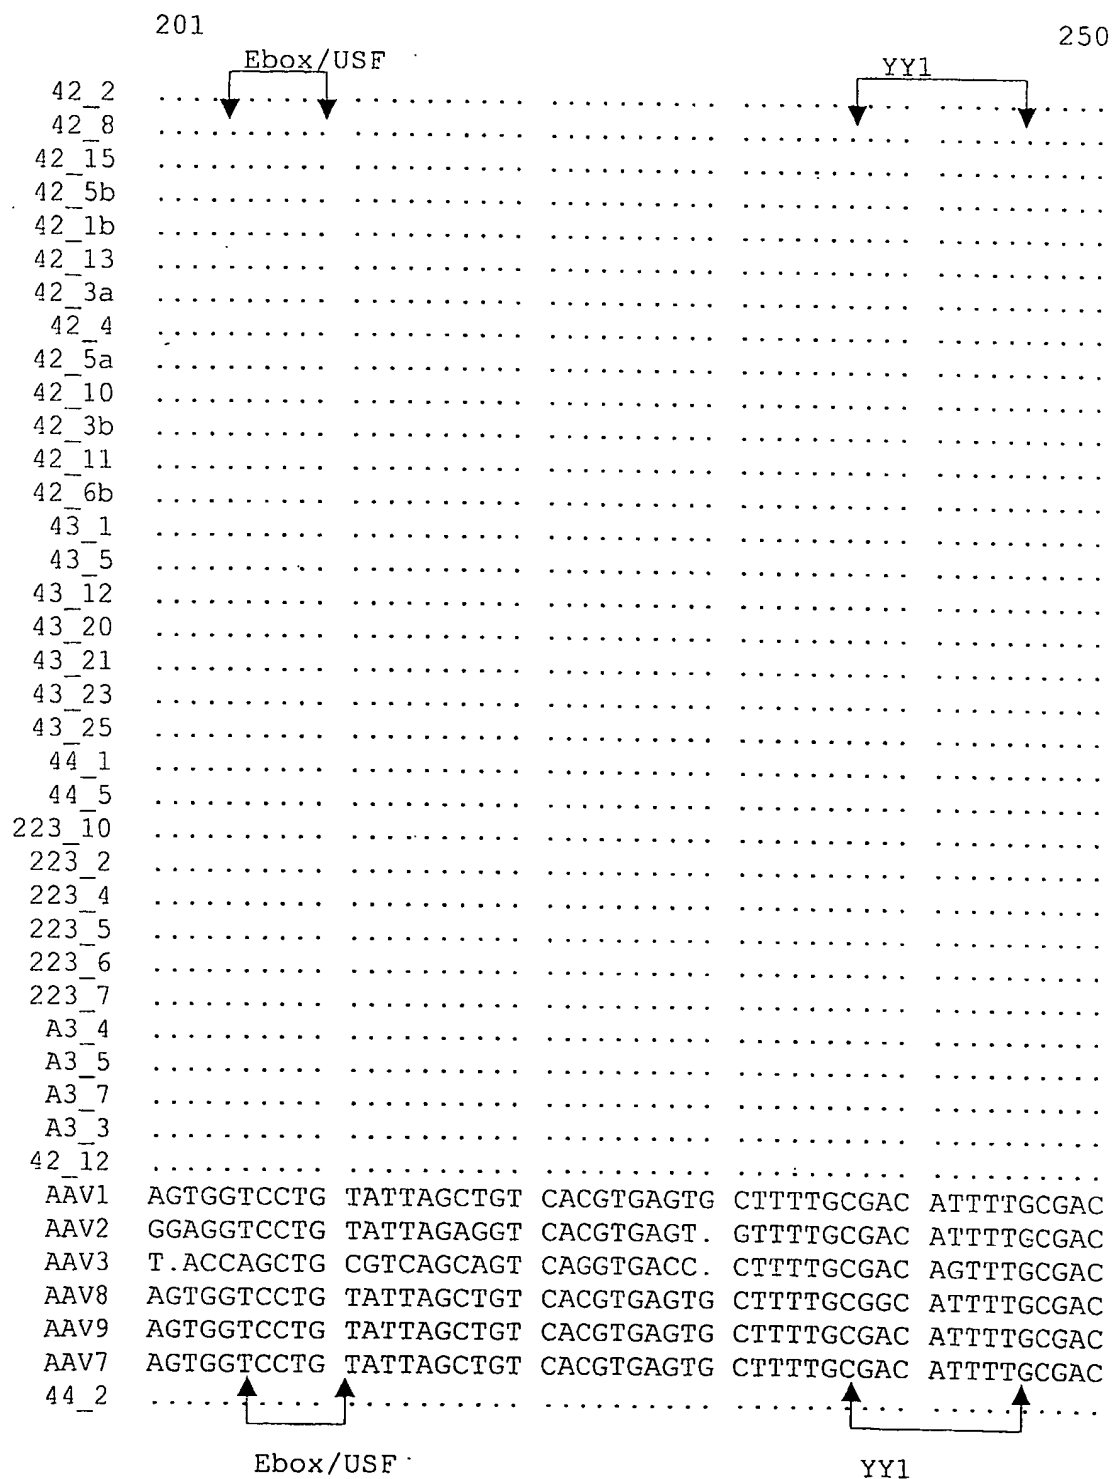 201 250
Ebox/USF YY1
42_2 .......... .......... .......... .......... ..........
42_8 .......... .......... .......... .......... ..........
42_15 .......... .......... .......... .......... ..........
42_5b .......... .......... .......... .......... ..........
42_1b .......... .......... .......... .......... ..........
42_13 .......... .......... .......... .......... ..........
42_3a .......... .......... .......... .......... ..........
42_4 .......... .......... .......... .......... ..........
42_5a .......... .......... .......... .......... ..........
42_10 .......... .......... .......... .......... ..........
42_3b .......... .......... .......... .......... ..........
42_11 .......... .......... .......... .......... ..........
42_6b .......... .......... .......... .......... ..........
43_1 .......... .......... .......... .......... ..........
43_5 .......... .......... .......... .......... ..........
43_12 .......... .......... .......... .......... ..........
43_20 .......... .......... .......... .......... ..........
43_21 .......... .......... .......... .......... ..........
43_23 .......... .......... .......... .......... ..........
43_25 .......... .......... .......... .......... ..........
44_1 .......... .......... .......... .......... ..........
44_5 .......... .......... .......... .......... ..........
223_10 .......... .......... .......... .......... ..........
223_2 .......... .......... .......... .......... ..........
223_4 .......... .......... .......... .......... ..........
223_5 .......... .......... .......... .......... ..........
223_6 .......... .......... .......... .......... ..........
223_7 .......... .......... .......... .......... ..........
A3_4 .......... .......... .......... .......... ..........
A3_5 .......... .......... .......... .......... ..........
A3_7 .......... .......... .......... .......... ..........
A3_3 .......... .......... .......... .......... ..........
42_12 .......... .......... .......... .......... ..........
AAV1 AGTGGTCCTG TATTAGCTGT CACGTGAGTG CTTTTGCGAC ATTTTGCGAC
AAV2 GGAGGTCCTG TATTAGAGGT CACGTGAGT. GTTTTGCGAC ATTTTGCGAC
AAV3 T.ACCAGCTG CGTCAGCAGT CAGGTGACC. CTTTTGCGAC AGTTTGCGAC
AAV8 AGTGGTCCTG TATTAGCTGT CACGTGAGTG CTTTTGCGGC ATTTTGCGAC
AAV9 AGTGGTCCTG TATTAGCTGT CACGTGAGTG CTTTTGCGAC ATTTTGCGAC
AAV7 AGTGGTCCTG TATTAGCTGT CACGTGAGTG CTTTTGCGAC ATTTTGCGAC
44_2 .......... .......... .......... .......... ..........
Ebox/USF YY1